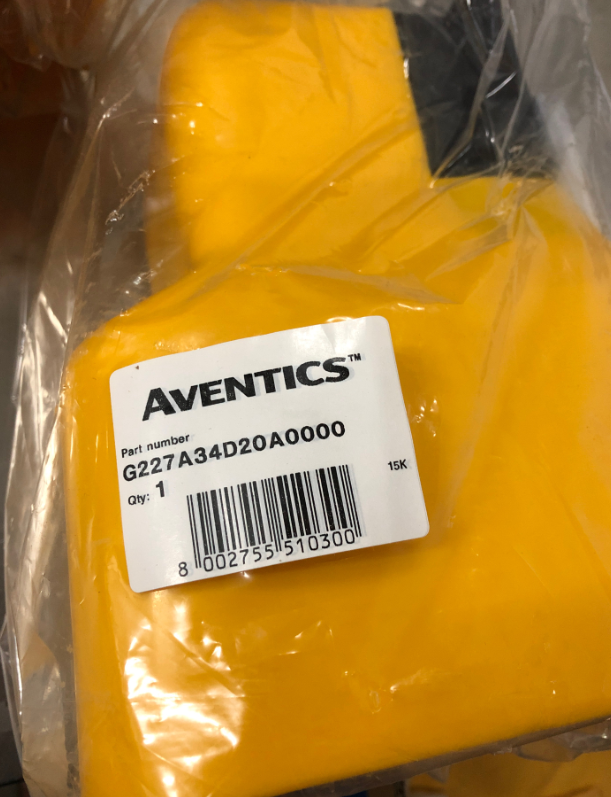 AVENTICS™
Part number
G227A34D20A0000
Qty: 1
15K
8 002755 510300